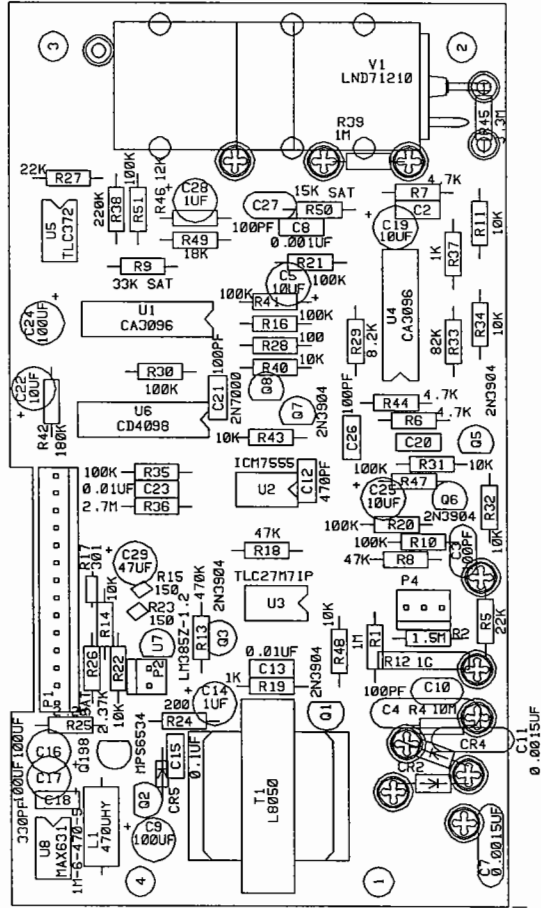 3
2
V1
LND71210
R45
3.3M
R39
1M
22K
R27
220K
R38
100K
R51
R46
12K
C28
1UF
15K SAT
C27
R50
4.7K
R7
C2
U5
TLC372
R49
18K
100PF
C8
0.001UF
C19
10UF
1K
R37
R11
10K
R9
33K SAT
R21
100K
C5
10UF
C24
100UF
U1
CA3096
100K
R41
R16
100K
R28
100
R40
10K
R29
8.2K
U4
CA3096
82K
R33
R34
10K
C22
10UF
R42
180K
R30
100K
100PF
C21
2N7000
Q8
Q7
2N3904
100PF
C26
R44
4.7K
R6
4.7K
2N3904
U6
CD4098
10K
R43
C20
Q5
100K
R35
0.01UF
C23
2.7M
R36
ICM7555
U2
C12
470PF
100K
R31
10K
R47
C25
10UF
Q6
2N3904
R32
10K
100K
R20
100K
R10
47K
R8
C3
100PF
47K
R18
R17
301
C29
47UF
R15
150
R23
150
10K
R14
470K
2N3904
TLC27M7IP
U3
P4
LM385Z-1.2
R13
Q3
10K
R48
1M
R1
1.5M
R2
R5
22K
U7
P2
R26
R22
SAT
2.37K
10K
0.01UF
C13
1K
R19
2N3904
R12
1G
100PF
C10
P1
R25
200
R24
C14
1UF
Q1
C4
R4
10M
C11
0.0015UF
100UF
100UF
C16
C17
C18
Q198
MPS6534
0.1UF
C15
CR5
CR4
CR2
330PF
U8
MAX631
1M-6-470-5
L1
470UHY
Q2
C9
100UF
T1
L8050
C7
0.0015UF
4
1